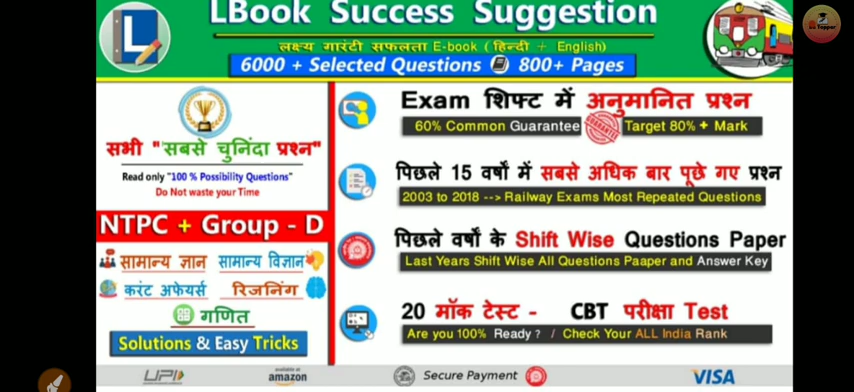 LBook Success Suggestion
लक्ष्य गारंटी सफलता E-book ( हिन्दी + English)
6000 + Selected Questions 800+ Pages
सभी "सबसे चुनिंदा प्रश्न"
Read only "100 % Possibility Questions"
Do Not waste your Time
NTPC + Group - D
सामान्य ज्ञान सामान्य विज्ञान
करंट अफेयर्स रिजनिंग
गणित
Solutions & Easy Tricks
Exam शिफ्ट में अनुमानित प्रश्न
60% Common Guarantee GUARANTEE Target 80% + Mark
पिछले 15 वर्षो में सबसे अधिक बार पूछे गए प्रश्न
2003 to 2018 --> Railway Exams Most Repeated Questions
पिछले वर्षो के Shift Wise Questions Paper
Last Years Shift Wise All Questions Paaper and Answer Key
20 मॉक टेस्ट - CBT परीक्षा Test
Are you 100% Ready ? / Check Your ALL India Rank
UPI available at amazon Secure Payment VISA